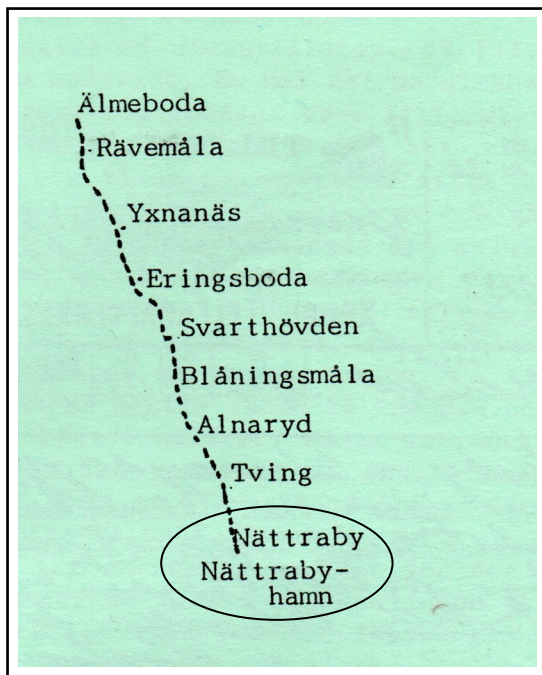 Älmeboda
Rävemåla
Yxnanäs
Eringsboda
Svarthövden
Blåningsmåla
Alnaryd
Tving
Nättraby
Nättraby-
hamn